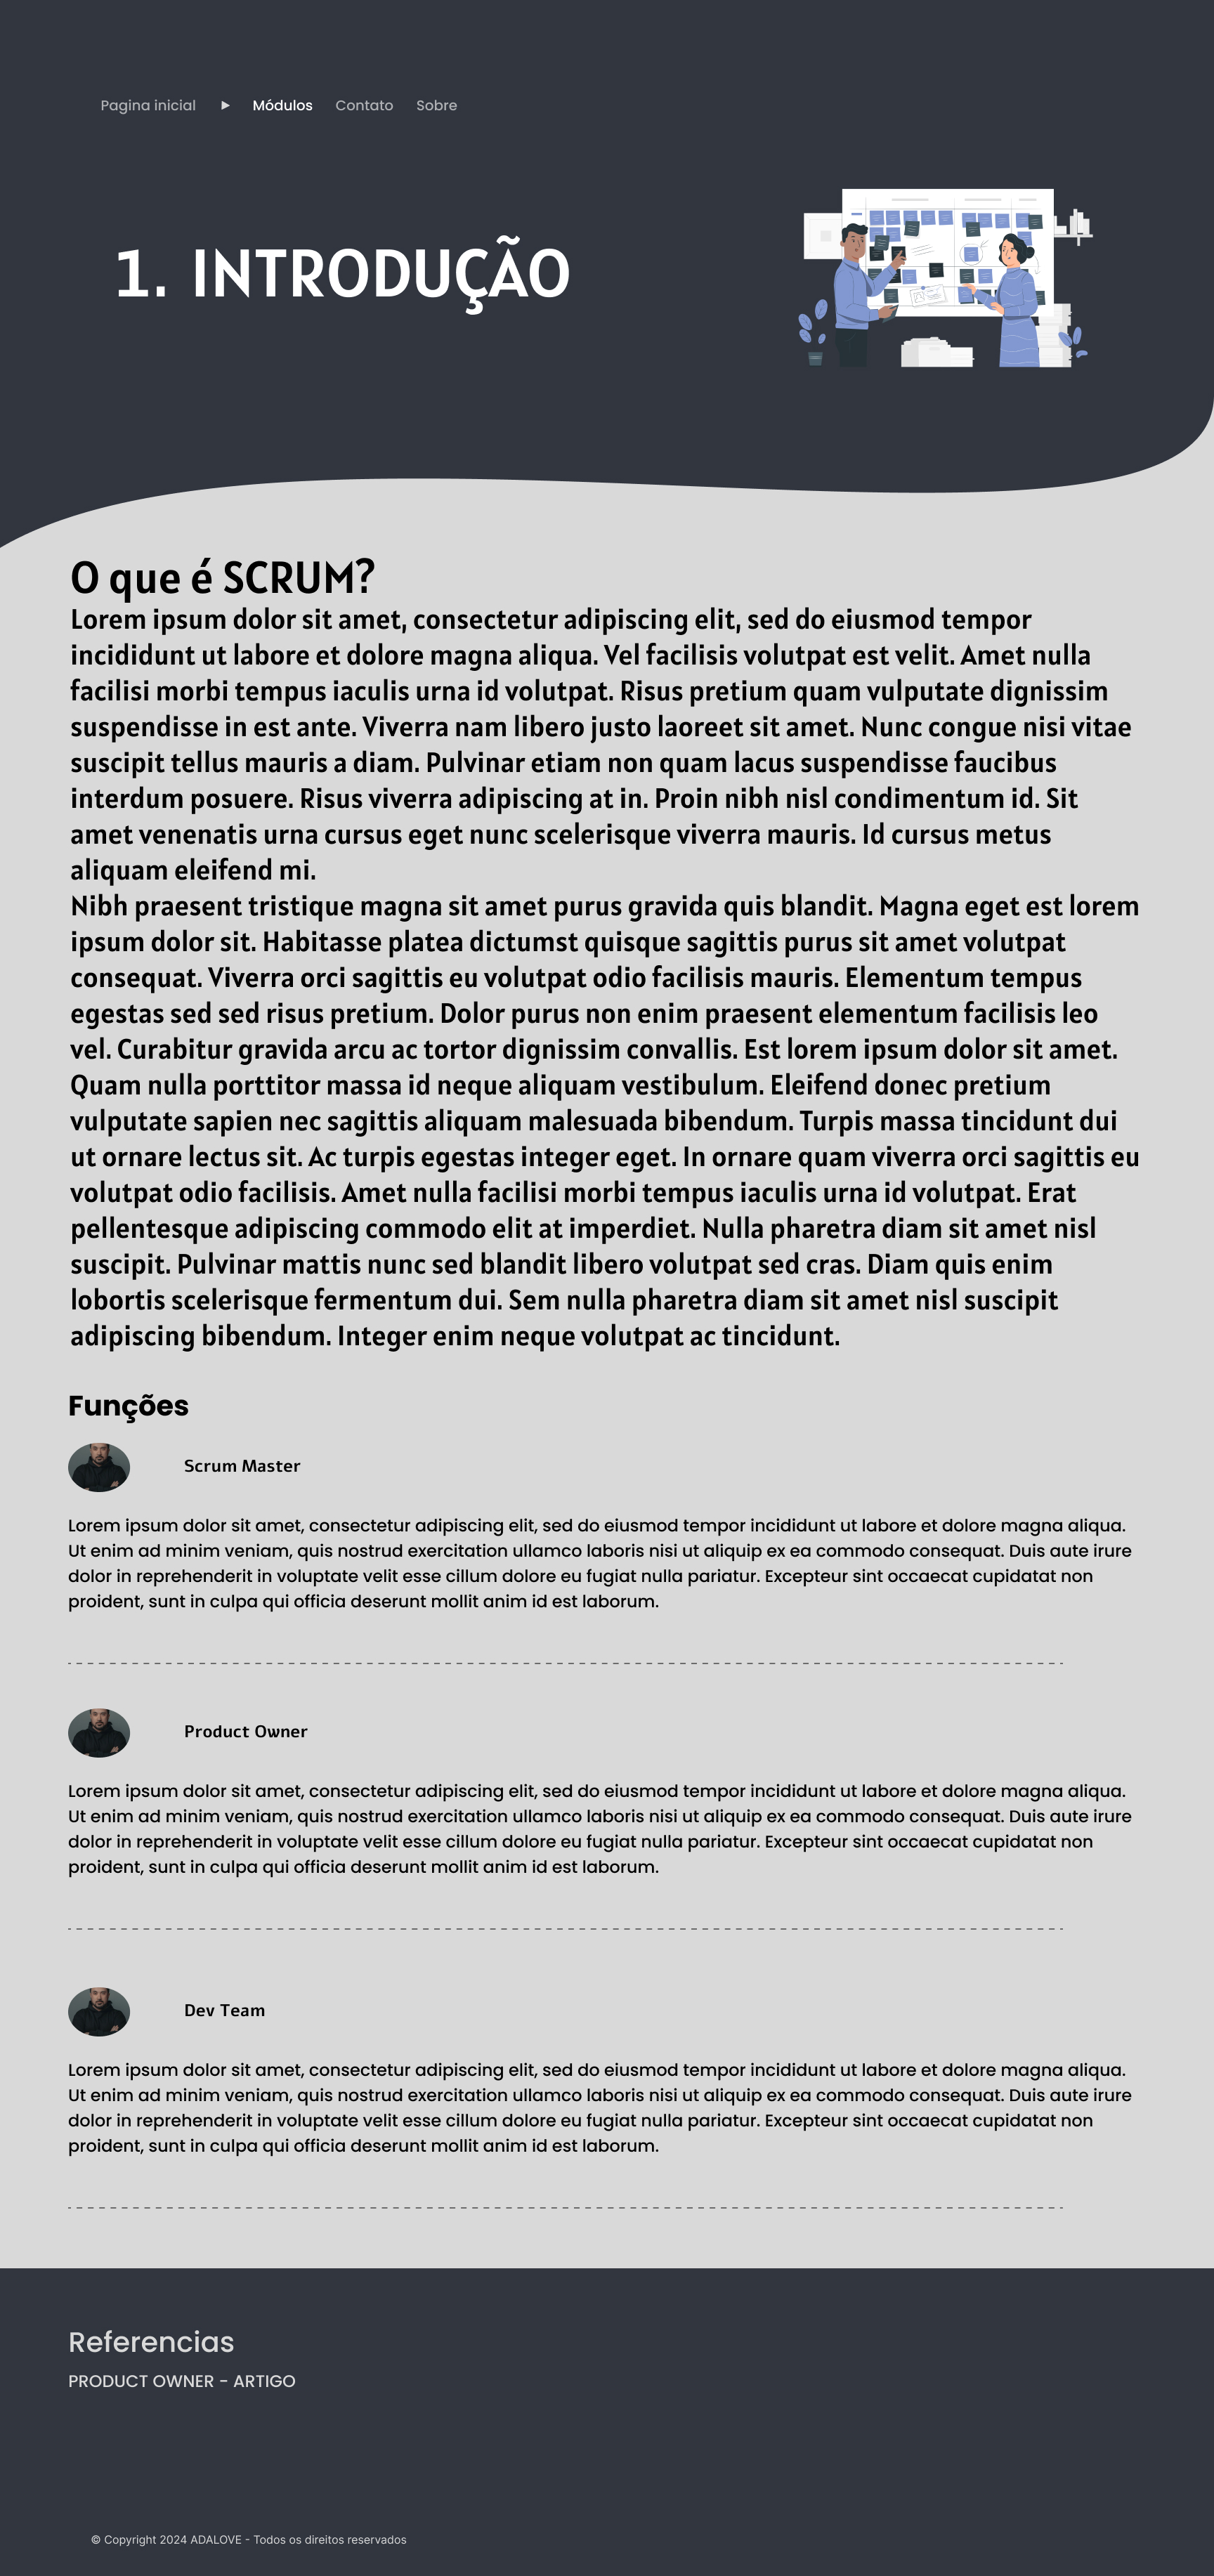 Pagina inicial ▶ Módulos Contato Sobre
1. INTRODUÇÃO
O que é SCRUM?
Lorem ipsum dolor sit amet, consectetur adipiscing elit, sed do eiusmod tempor
incididunt ut labore et dolore magna aliqua. Vel facilisis volutpat est velit. Amet nulla
facilisi morbi tempus iaculis urna id volutpat. Risus pretium quam vulputate dignissim
suspendisse in est ante. Viverra nam libero justo laoreet sit amet. Nunc congue nisi vitae
suscipit tellus mauris a diam. Pulvinar etiam non quam lacus suspendisse faucibus
interdum posuere. Risus viverra adipiscing at in. Proin nibh nisl condimentum id. Sit
amet venenatis urna cursus eget nunc scelerisque viverra mauris. Id cursus metus
aliquam eleifend mi.
Nibh praesent tristique magna sit amet purus gravida quis blandit. Magna eget est lorem
ipsum dolor sit. Habitasse platea dictumst quisque sagittis purus sit amet volutpat
consequat. Viverra orci sagittis eu volutpat odio facilisis mauris. Elementum tempus
egestas sed sed risus pretium. Dolor purus non enim praesent elementum facilisis leo
vel. Curabitur gravida arcu ac tortor dignissim convallis. Est lorem ipsum dolor sit amet.
Quam nulla porttitor massa id neque aliquam vestibulum. Eleifend donec pretium
vulputate sapien nec sagittis aliquam malesuada bibendum. Turpis massa tincidunt dui
ut ornare lectus sit. Ac turpis egestas integer eget. In ornare quam viverra orci sagittis eu
volutpat odio facilisis. Amet nulla facilisi morbi tempus iaculis urna id volutpat. Erat
pellentesque adipiscing commodo elit at imperdiet. Nulla pharetra diam sit amet nisl
suscipit. Pulvinar mattis nunc sed blandit libero volutpat sed cras. Diam quis enim
lobortis scelerisque fermentum dui. Sem nulla pharetra diam sit amet nisl suscipit
adipiscing bibendum. Integer enim neque volutpat ac tincidunt.
Funções
Scrum Master
Lorem ipsum dolor sit amet, consectetur adipiscing elit, sed do eiusmod tempor incididunt ut labore et dolore magna aliqua.
Ut enim ad minim veniam, quis nostrud exercitation ullamco laboris nisi ut aliquip ex ea commodo consequat. Duis aute irure
dolor in reprehenderit in voluptate velit esse cillum dolore eu fugiat nulla pariatur. Excepteur sint occaecat cupidatat non
proident, sunt in culpa qui officia deserunt mollit anim id est laborum.
Product Owner
Lorem ipsum dolor sit amet, consectetur adipiscing elit, sed do eiusmod tempor incididunt ut labore et dolore magna aliqua.
Ut enim ad minim veniam, quis nostrud exercitation ullamco laboris nisi ut aliquip ex ea commodo consequat. Duis aute irure
dolor in reprehenderit in voluptate velit esse cillum dolore eu fugiat nulla pariatur. Excepteur sint occaecat cupidatat non
proident, sunt in culpa qui officia deserunt mollit anim id est laborum.
Dev Team
Lorem ipsum dolor sit amet, consectetur adipiscing elit, sed do eiusmod tempor incididunt ut labore et dolore magna aliqua.
Ut enim ad minim veniam, quis nostrud exercitation ullamco laboris nisi ut aliquip ex ea commodo consequat. Duis aute irure
dolor in reprehenderit in voluptate velit esse cillum dolore eu fugiat nulla pariatur. Excepteur sint occaecat cupidatat non
proident, sunt in culpa qui officia deserunt mollit anim id est laborum.
Referencias
PRODUCT OWNER - ARTIGO
© Copyright 2024 ADALOVE - Todos os direitos reservados